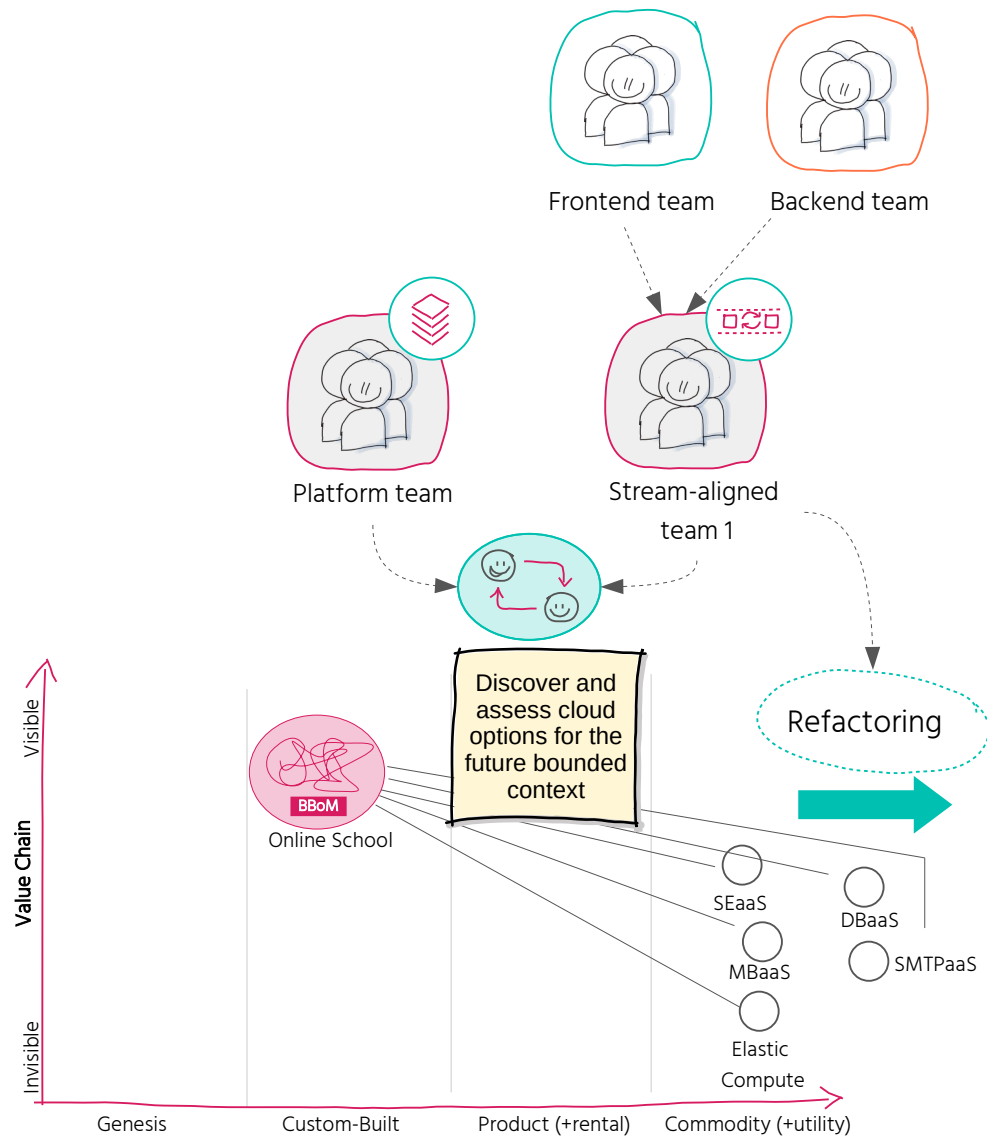 Frontend team
Backend team
Platform team
Stream-aligned
team 1
Discover and
assess cloud
options for the
future bounded
context
Refactoring
Visible
Value Chain
Invisible
BBoM
Online School
SEaaS
DBaaS
MBaaS
SMTPaaS
Elastic
Compute
Genesis
Custom-Built
Product (+rental)
Commodity (+utility)